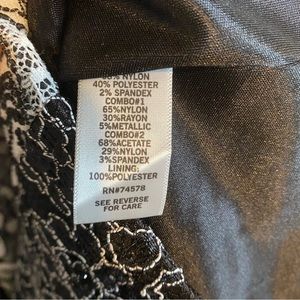 NYLON
40% POLYESTER
2% SPANDEX
COMBO#1
65%NYLON
30%RAYON
5%METALLIC
COMBO#2
68%ACETATE
29%NYLON
3%SPANDEX
LINING:
100%POLYESTER
RN#74578
SEE REVERSE
FOR CARE